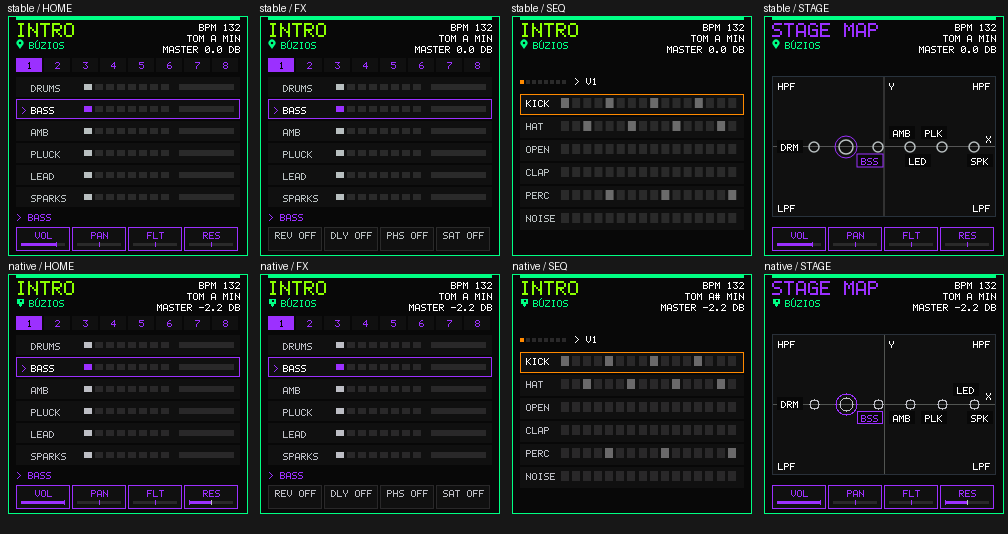 stable / HOME
INTRO
BÚZIOS
BPM 132
TOM A MIN
MASTER 0.0 DB
1 2 3 4 5 6 7 8
DRUMS
> BASS
AMB
PLUCK
LEAD
SPARKS
> BASS
VOL PAN FLT RES
stable / FX
INTRO
BÚZIOS
BPM 132
TOM A MIN
MASTER 0.0 DB
1 2 3 4 5 6 7 8
DRUMS
> BASS
AMB
PLUCK
LEAD
SPARKS
> BASS
REV OFF DLY OFF PHS OFF SAT OFF
stable / SEQ
INTRO
BÚZIOS
BPM 132
TOM A MIN
MASTER 0.0 DB
> V1
KICK
HAT
OPEN
CLAP
PERC
NOISE
stable / STAGE
STAGE MAP
BÚZIOS
BPM 132
TOM A MIN
MASTER 0.0 DB
HPF Y HPF
AMB PLK
X
DRM
BSS LED SPK
LPF LPF
VOL PAN FLT RES
native / HOME
INTRO
BÚZIOS
BPM 132
TOM A MIN
MASTER -2.2 DB
1 2 3 4 5 6 7 8
DRUMS
> BASS
AMB
PLUCK
LEAD
SPARKS
> BASS
VOL PAN FLT RES
native / FX
INTRO
BÚZIOS
BPM 132
TOM A MIN
MASTER -2.2 DB
1 2 3 4 5 6 7 8
DRUMS
> BASS
AMB
PLUCK
LEAD
SPARKS
> BASS
REV OFF DLY OFF PHS OFF SAT OFF
native / SEQ
INTRO
BÚZIOS
BPM 132
TOM A# MIN
MASTER -2.2 DB
> V1
KICK
HAT
OPEN
CLAP
PERC
NOISE
native / STAGE
STAGE MAP
BÚZIOS
BPM 132
TOM A MIN
MASTER -2.2 DB
HPF Y HPF
LED
X
DRM
BSS AMB PLK SPK
LPF LPF
VOL PAN FLT RES